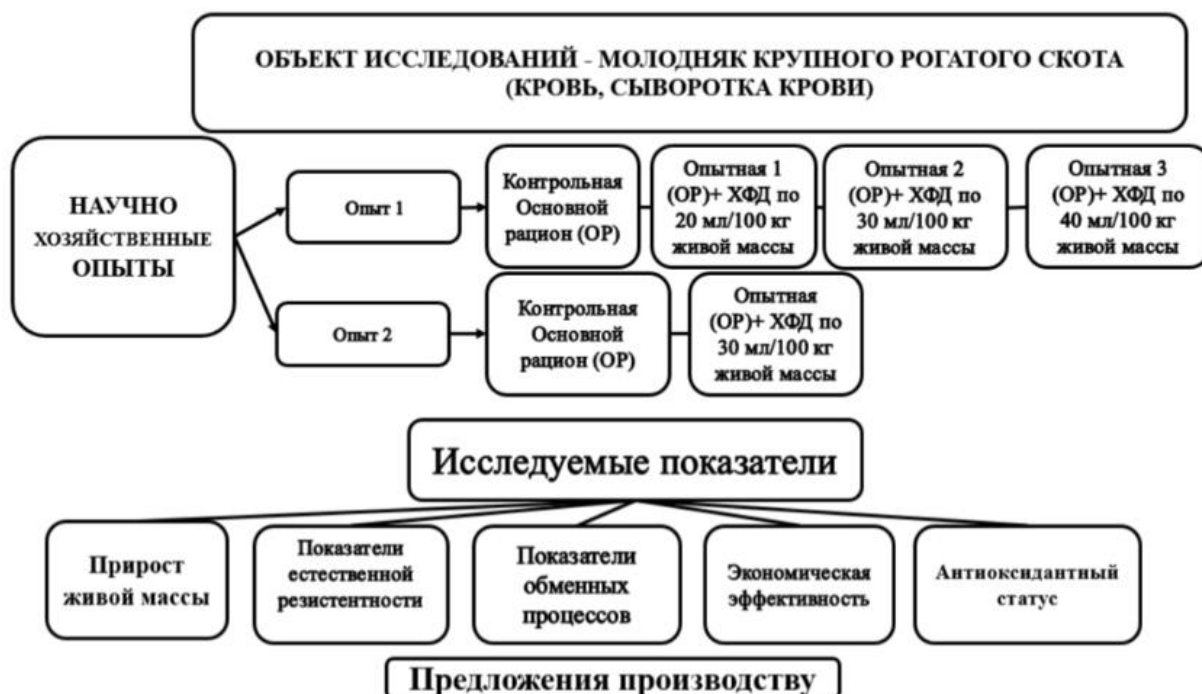 ОБЪЕКТ ИССЛЕДОВАНИЙ - МОЛОДНЯК КРУПНОГО РОГАТОГО СКОТА
(КРОВЬ, СЫВОРОТКА КРОВИ)
НАУЧНО
ХОЗЯЙСТВЕННЫЕ
ОПЫТЫ
Опыт 1
Контрольная
Основной
рацион (ОР)
Опытная 1
(ОР)+ ХФД по
20 мл/100 кг
живой массы
Опытная 2
(ОР)+ ХФД по
30 мл/100 кг
живой массы
Опытная 3
(ОР)+ ХФД по
40 мл/100 кг
живой массы
Опыт 2
Контрольная
Основной
рацион (ОР)
Опытная
(ОР)+ ХФД по
30 мл/100 кг
живой массы
Исследуемые показатели
Прирост
живой массы
Показатели
естественной
резистентности
Показатели
обменных
процессов
Экономическая
эффективность
Антиоксидантный
статус
Предложения производству